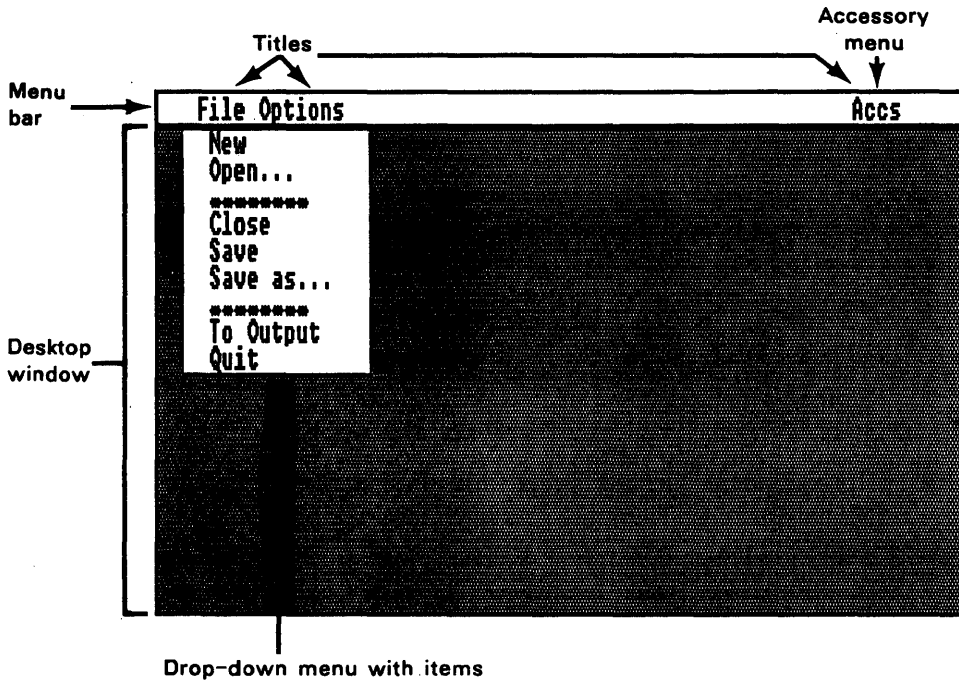 Accessory
menu
Titles
Menu
bar
File Options Accs
New
Open...
********
Close
Save
Save as...
********
To Output
Quit
Desktop
window
Drop-down menu with items